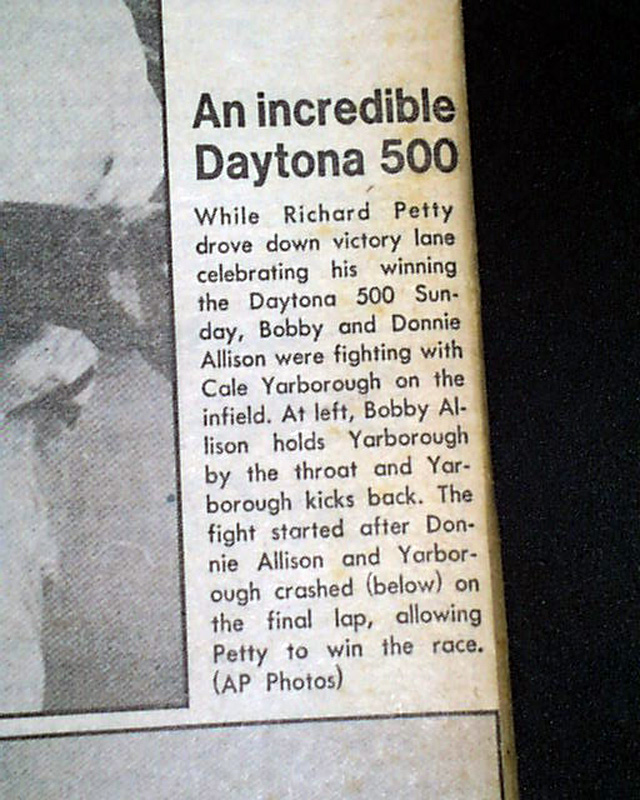 An incredible
Daytona 500
While Richard Petty
drove down victory lane
celebrating his winning
the Daytona 500 Sun-
day, Bobby and Donnie
Allison were fighting with
Cale Yarborough on the
infield. At left, Bobby Al-
lison holds Yarborough
by the throat and Yar-
borough kicks back. The
fight started after Don-
nie Allison and Yarbor-
ough crashed (below) on
the final lap, allowing
Petty to win the race.
(AP Photos)